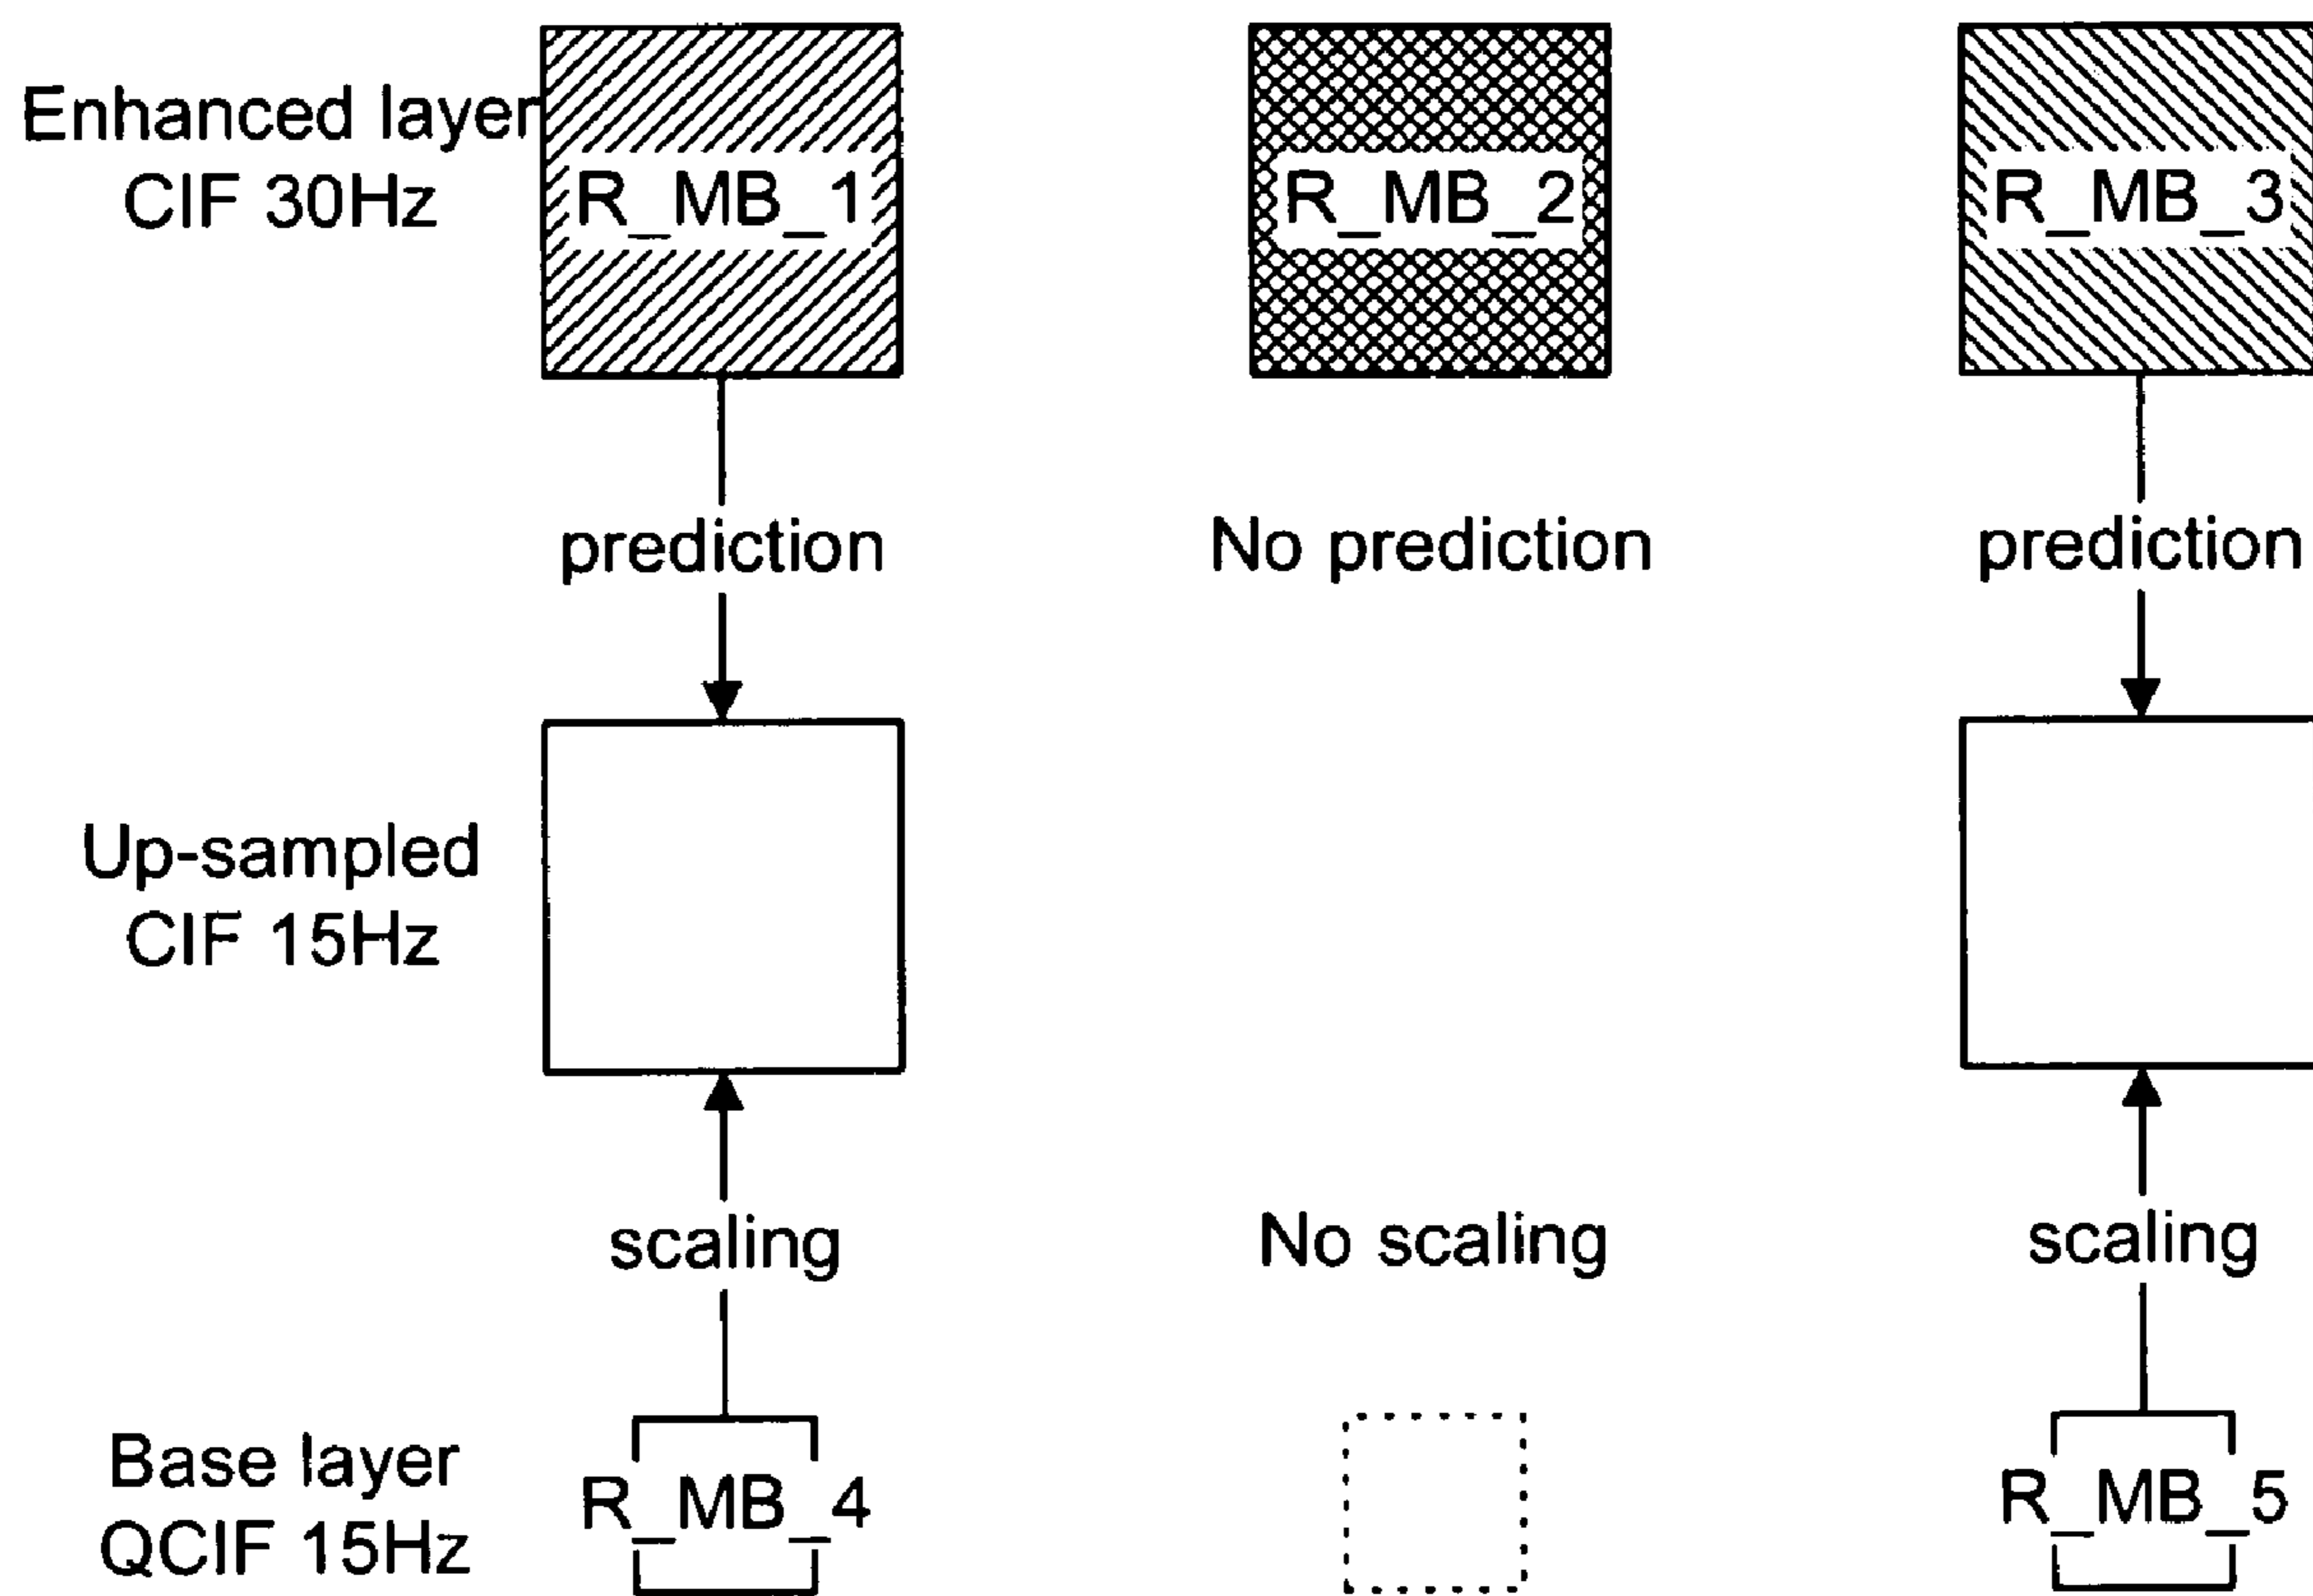 Enhanced layer
CIF 30Hz
R_MB_1
R_MB_2
R_MB_3
prediction
No prediction
prediction
Up-sampled
CIF 15Hz
scaling
No scaling
scaling
Base layer
QCIF 15Hz
R_MB_4
R_MB_5